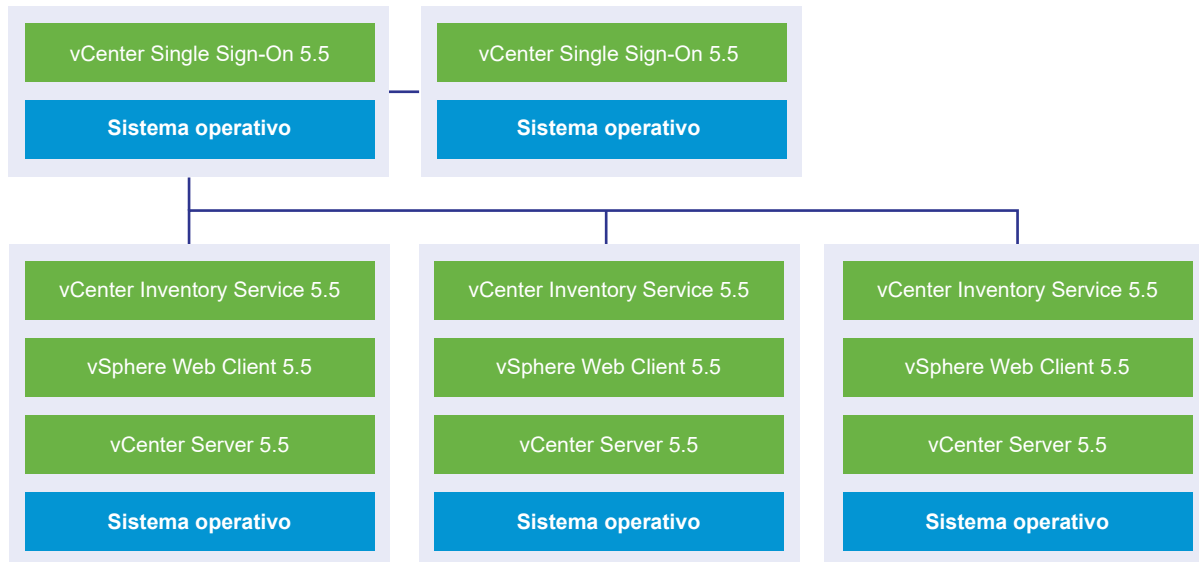 vCenter Single Sign-On 5.5
Sistema operativo
vCenter Single Sign-On 5.5
Sistema operativo
vCenter Inventory Service 5.5
vSphere Web Client 5.5
vCenter Server 5.5
Sistema operativo
vCenter Inventory Service 5.5
vSphere Web Client 5.5
vCenter Server 5.5
Sistema operativo
vCenter Inventory Service 5.5
vSphere Web Client 5.5
vCenter Server 5.5
Sistema operativo